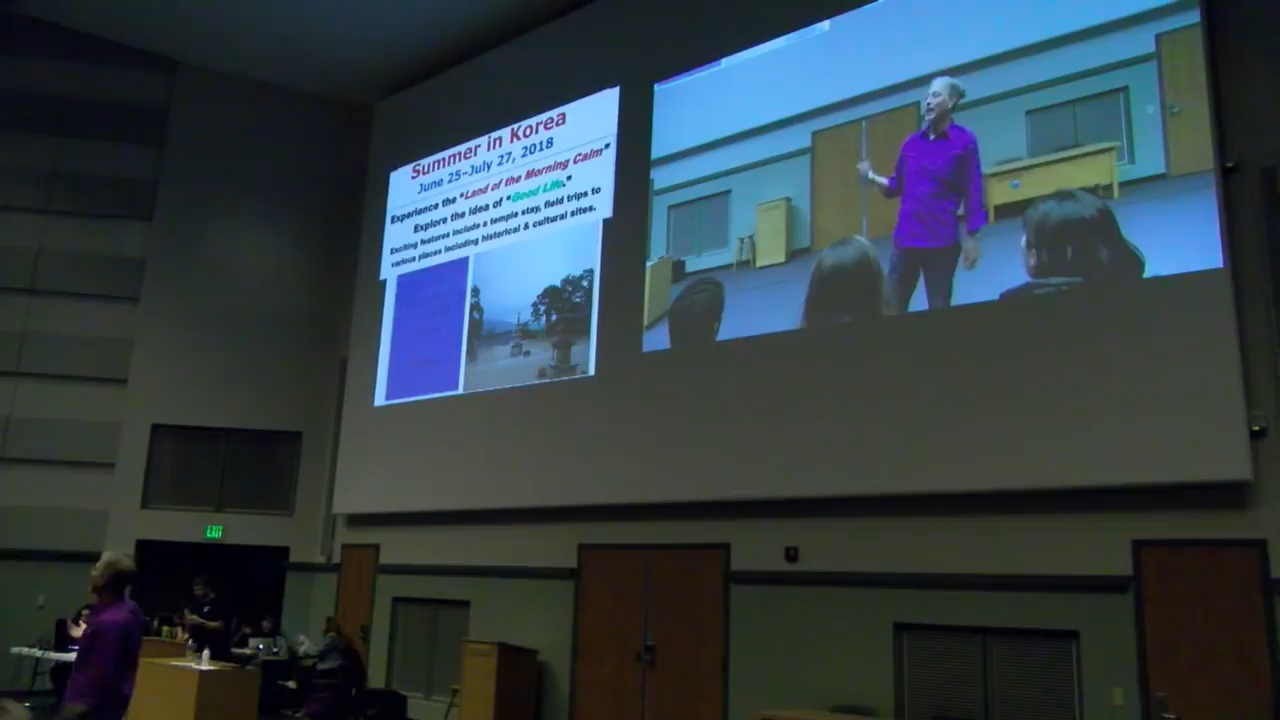 Summer in Korea
June 25–July 27, 2018
Experience the “Land of the Morning Calm”
Explore the idea of “Good Life.”
Exciting features include a temple stay, field trips to
various places including historical & cultural sites.
EXIT